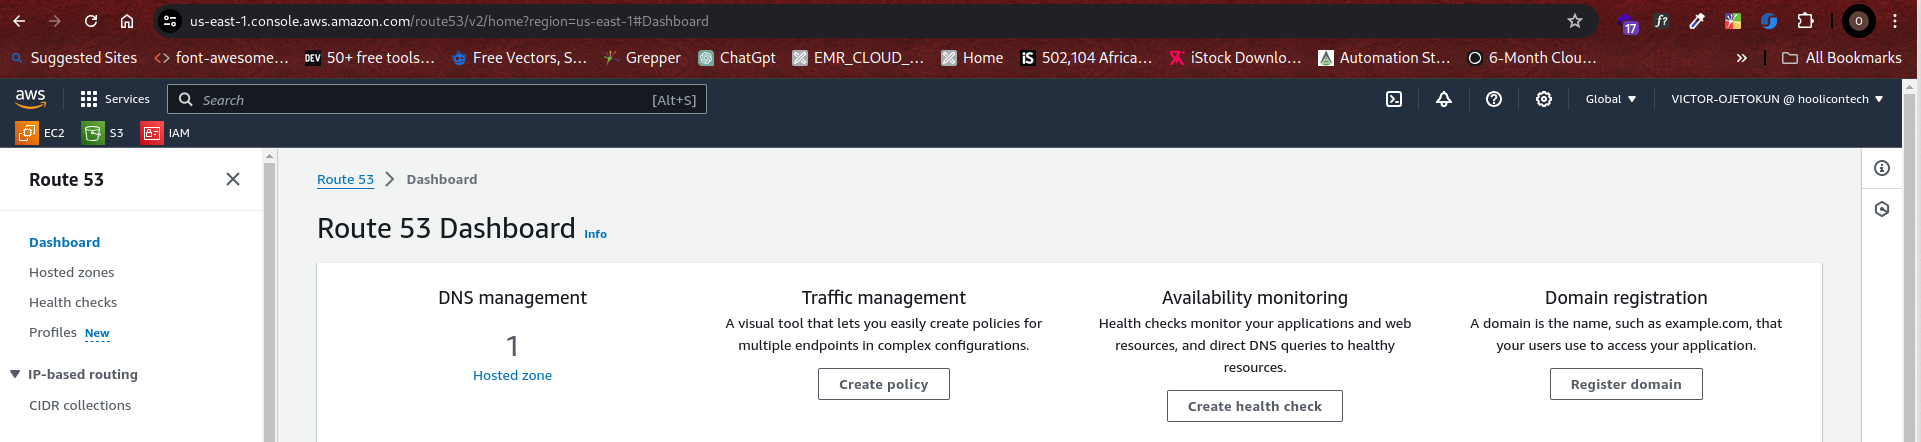 us-east-1.console.aws.amazon.com/route53/v2/home?region=us-east-1#Dashboard
17
f?
O
Suggested Sites
font-awesome...
DEV 50+ free tools...
Free Vectors, S...
Grepper
ChatGpt
EMR_CLOUD_...
Home
iS 502,104 Africa...
iStock Downlo...
Automation St...
6-Month Clou...
All Bookmarks
aws
Services
Search
[Alt+S]
Global
VICTOR-OJETOKUN @ hoolicontech
EC2
S3
IAM
Route 53
Dashboard
Hosted zones
Health checks
Profiles New
IP-based routing
CIDR collections
Route 53 > Dashboard
Route 53 Dashboard Info
DNS management
1
Hosted zone
Traffic management
A visual tool that lets you easily create policies for
multiple endpoints in complex configurations.
Create policy
Availability monitoring
Health checks monitor your applications and web
resources, and direct DNS queries to healthy
resources.
Create health check
Domain registration
A domain is the name, such as example.com, that
your users use to access your application.
Register domain